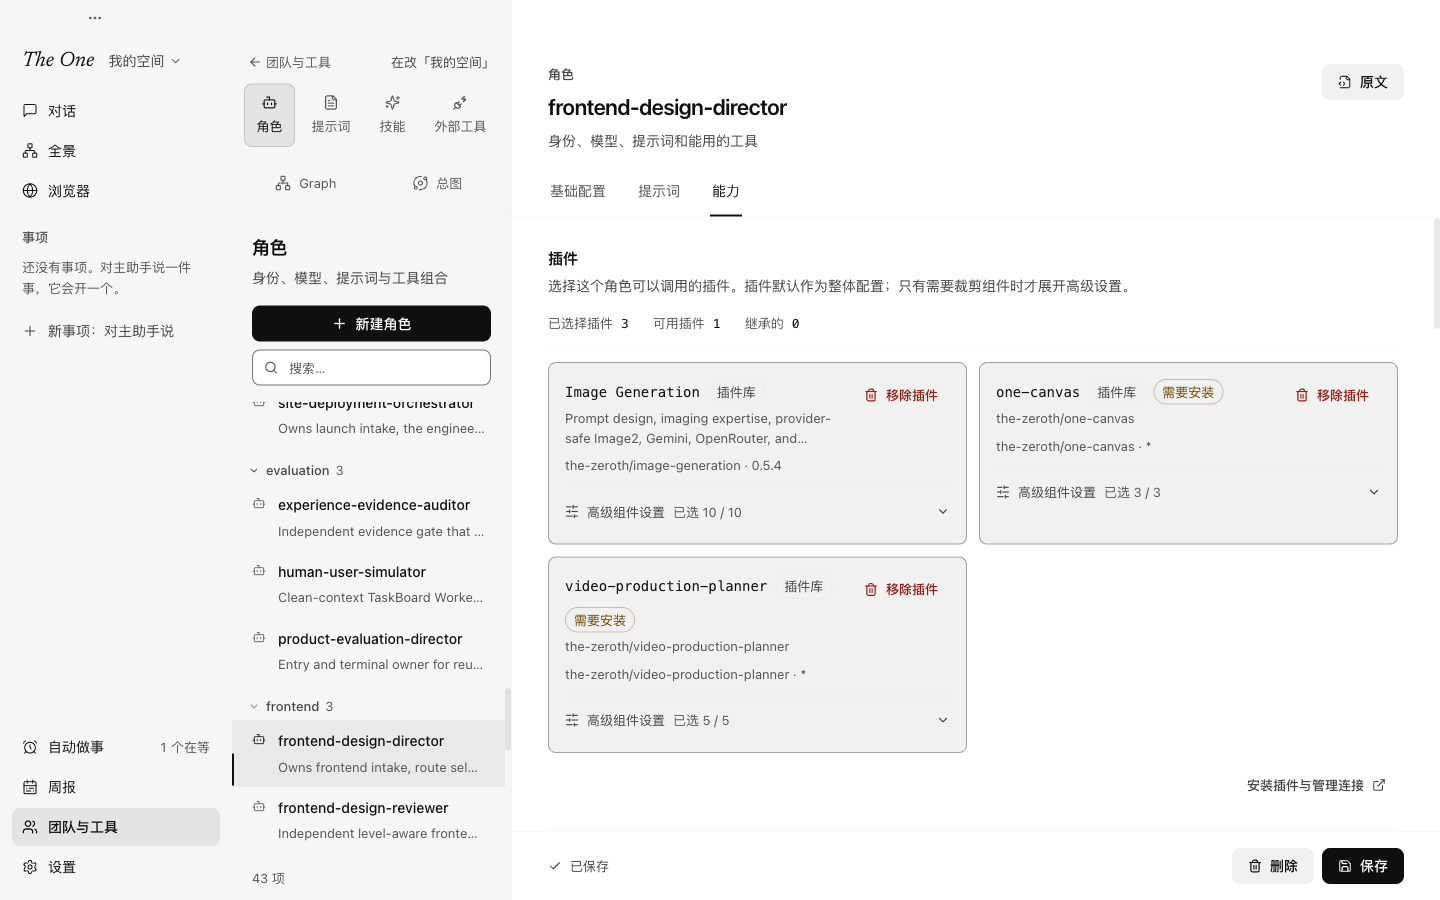 The One 我的空间
对话
全景
浏览器
事项
还没有事项。对主助手说一件
事，它会开一个。
新事项：对主助手说
自动做事 1 个在等
周报
团队与工具
设置
团队与工具 在改「我的空间」
角色 提示词 技能 外部工具
Graph 总图
角色
身份、模型、提示词与工具组合
新建角色
搜索...
site-deployment-orchestrator
Owns launch intake, the enginee...
evaluation 3
experience-evidence-auditor
Independent evidence gate that ...
human-user-simulator
Clean-context TaskBoard Worke...
product-evaluation-director
Entry and terminal owner for reu...
frontend 3
frontend-design-director
Owns frontend intake, route sel...
frontend-design-reviewer
Independent level-aware fronte...
43 项
角色
frontend-design-director
身份、模型、提示词和能用的工具
原文
基础配置 提示词 能力
插件
选择这个角色可以调用的插件。插件默认作为整体配置；只有需要裁剪组件时才展开高级设置。
已选择插件 3 可用插件 1 继承的 0
Image Generation 插件库 移除插件
Prompt design, imaging expertise, provider-
safe Image2, Gemini, OpenRouter, and...
the-zeroth/image-generation · 0.5.4
高级组件设置 已选 10 / 10
one-canvas 插件库 需要安装 移除插件
the-zeroth/one-canvas
the-zeroth/one-canvas · *
高级组件设置 已选 3 / 3
video-production-planner 插件库 移除插件
需要安装
the-zeroth/video-production-planner
the-zeroth/video-production-planner · *
高级组件设置 已选 5 / 5
安装插件与管理连接
已保存
删除 保存